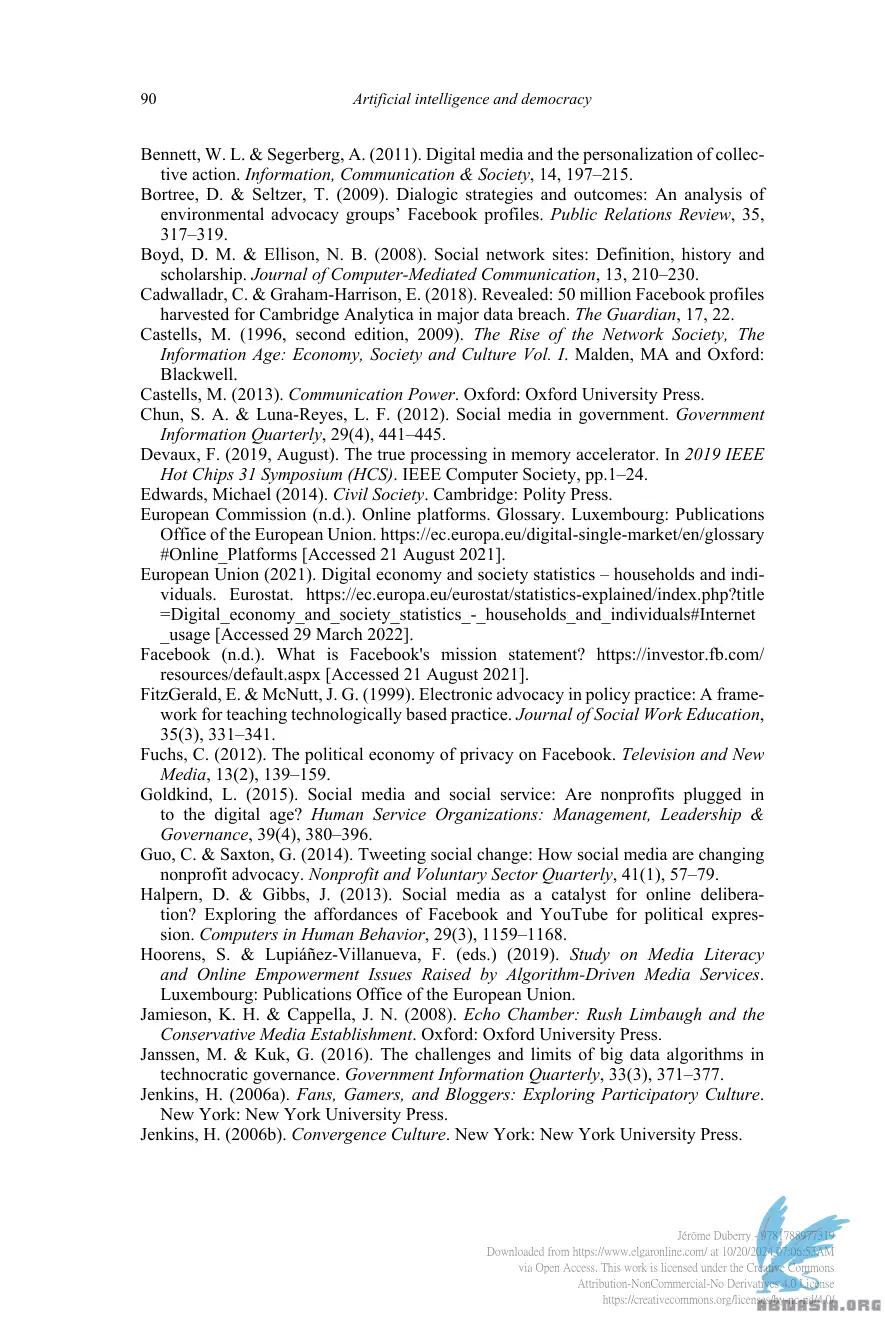 90
Artificial intelligence and democracy
Bennett, W. L. & Segerberg, A. (2011). Digital media and the personalization of collec-
tive action. Information, Communication & Society, 14, 197–215.
Bortree, D. & Seltzer, T. (2009). Dialogic strategies and outcomes: An analysis of
environmental advocacy groups’ Facebook profiles. Public Relations Review, 35,
317–319.
Boyd, D. M. & Ellison, N. B. (2008). Social network sites: Definition, history and
scholarship. Journal of Computer-Mediated Communication, 13, 210–230.
Cadwalladr, C. & Graham-Harrison, E. (2018). Revealed: 50 million Facebook profiles
harvested for Cambridge Analytica in major data breach. The Guardian, 17, 22.
Castells, M. (1996, second edition, 2009). The Rise of the Network Society, The
Information Age: Economy, Society and Culture Vol. I. Malden, MA and Oxford:
Blackwell.
Castells, M. (2013). Communication Power. Oxford: Oxford University Press.
Chun, S. A. & Luna-Reyes, L. F. (2012). Social media in government. Government
Information Quarterly, 29(4), 441–445.
Devaux, F. (2019, August). The true processing in memory accelerator. In 2019 IEEE
Hot Chips 31 Symposium (HCS). IEEE Computer Society, pp.1–24.
Edwards, Michael (2014). Civil Society. Cambridge: Polity Press.
European Commission (n.d.). Online platforms. Glossary. Luxembourg: Publications
Office of the European Union. https://ec.europa.eu/digital-single-market/en/glossary
#Online_Platforms [Accessed 21 August 2021].
European Union (2021). Digital economy and society statistics – households and indi-
viduals. Eurostat. https://ec.europa.eu/eurostat/statistics-explained/index.php?title
=Digital_economy_and_society_statistics_-_households_and_individuals#Internet
_usage [Accessed 29 March 2022].
Facebook (n.d.). What is Facebook's mission statement? https://investor.fb.com/
resources/default.aspx [Accessed 21 August 2021].
FitzGerald, E. & McNutt, J. G. (1999). Electronic advocacy in policy practice: A frame-
work for teaching technologically based practice. Journal of Social Work Education,
35(3), 331–341.
Fuchs, C. (2012). The political economy of privacy on Facebook. Television and New
Media, 13(2), 139–159.
Goldkind, L. (2015). Social media and social service: Are nonprofits plugged in
to the digital age? Human Service Organizations: Management, Leadership &
Governance, 39(4), 380–396.
Guo, C. & Saxton, G. (2014). Tweeting social change: How social media are changing
nonprofit advocacy. Nonprofit and Voluntary Sector Quarterly, 41(1), 57–79.
Halpern, D. & Gibbs, J. (2013). Social media as a catalyst for online delibera-
tion? Exploring the affordances of Facebook and YouTube for political expres-
sion. Computers in Human Behavior, 29(3), 1159–1168.
Hoorens, S. & Lupiáñez-Villanueva, F. (eds.) (2019). Study on Media Literacy
and Online Empowerment Issues Raised by Algorithm-Driven Media Services.
Luxembourg: Publications Office of the European Union.
Jamieson, K. H. & Cappella, J. N. (2008). Echo Chamber: Rush Limbaugh and the
Conservative Media Establishment. Oxford: Oxford University Press.
Janssen, M. & Kuk, G. (2016). The challenges and limits of big data algorithms in
technocratic governance. Government Information Quarterly, 33(3), 371–377.
Jenkins, H. (2006a). Fans, Gamers, and Bloggers: Exploring Participatory Culture.
New York: New York University Press.
Jenkins, H. (2006b). Convergence Culture. New York: New York University Press.
Jérôme Duberry - 9781788977319
Downloaded from https://www.elgaronline.com/ at 10/20/2024 07:06:53AM
via Open Access. This work is licensed under the Creative Commons
Attribution-NonCommercial-No Derivatives 4.0 License
https://creativecommons.org/licenses/by-nc-nd/4.0/
ABTNASIA.ORG